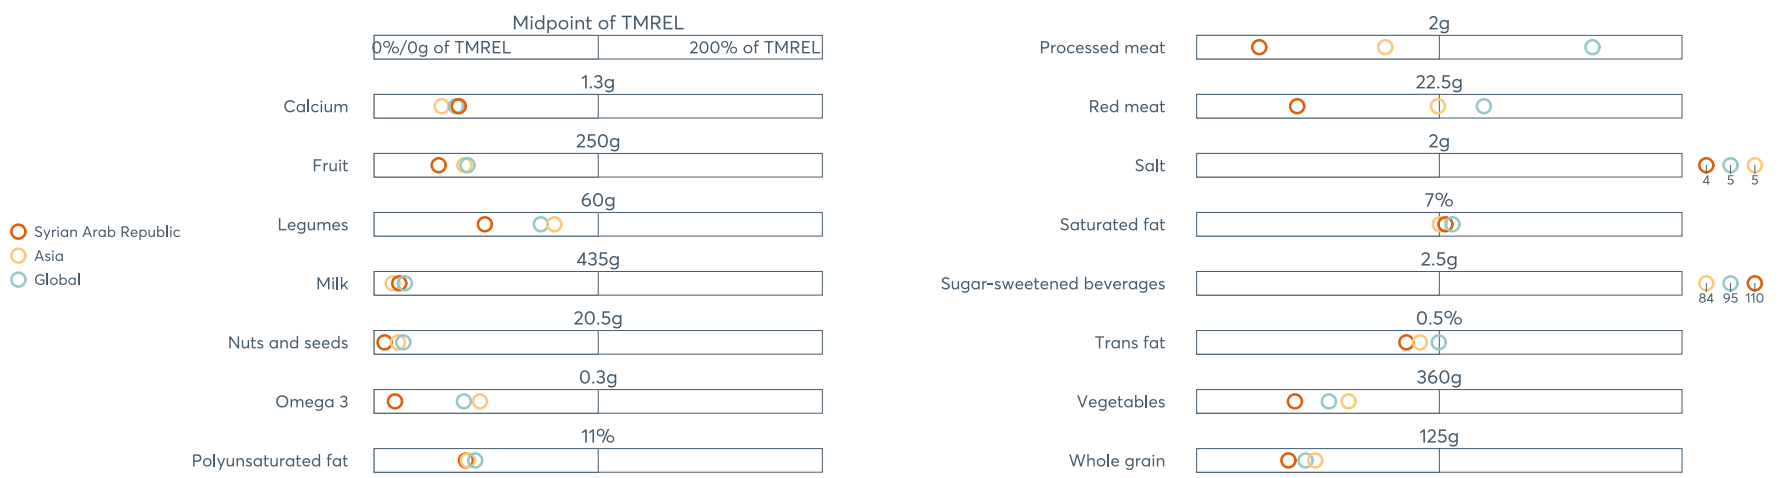 Midpoint of TMREL
0%/0g of TMREL 200% of TMREL
1.3g
Calcium
250g
Fruit
60g
Legumes
435g
Milk
20.5g
Nuts and seeds
0.3g
Omega 3
11%
Polyunsaturated fat
Syrian Arab Republic
Asia
Global
2g
Processed meat
22.5g
Red meat
2g
Salt
4 5 5
7%
Saturated fat
2.5g
Sugar-sweetened beverages
84 95 110
0.5%
Trans fat
360g
Vegetables
125g
Whole grain